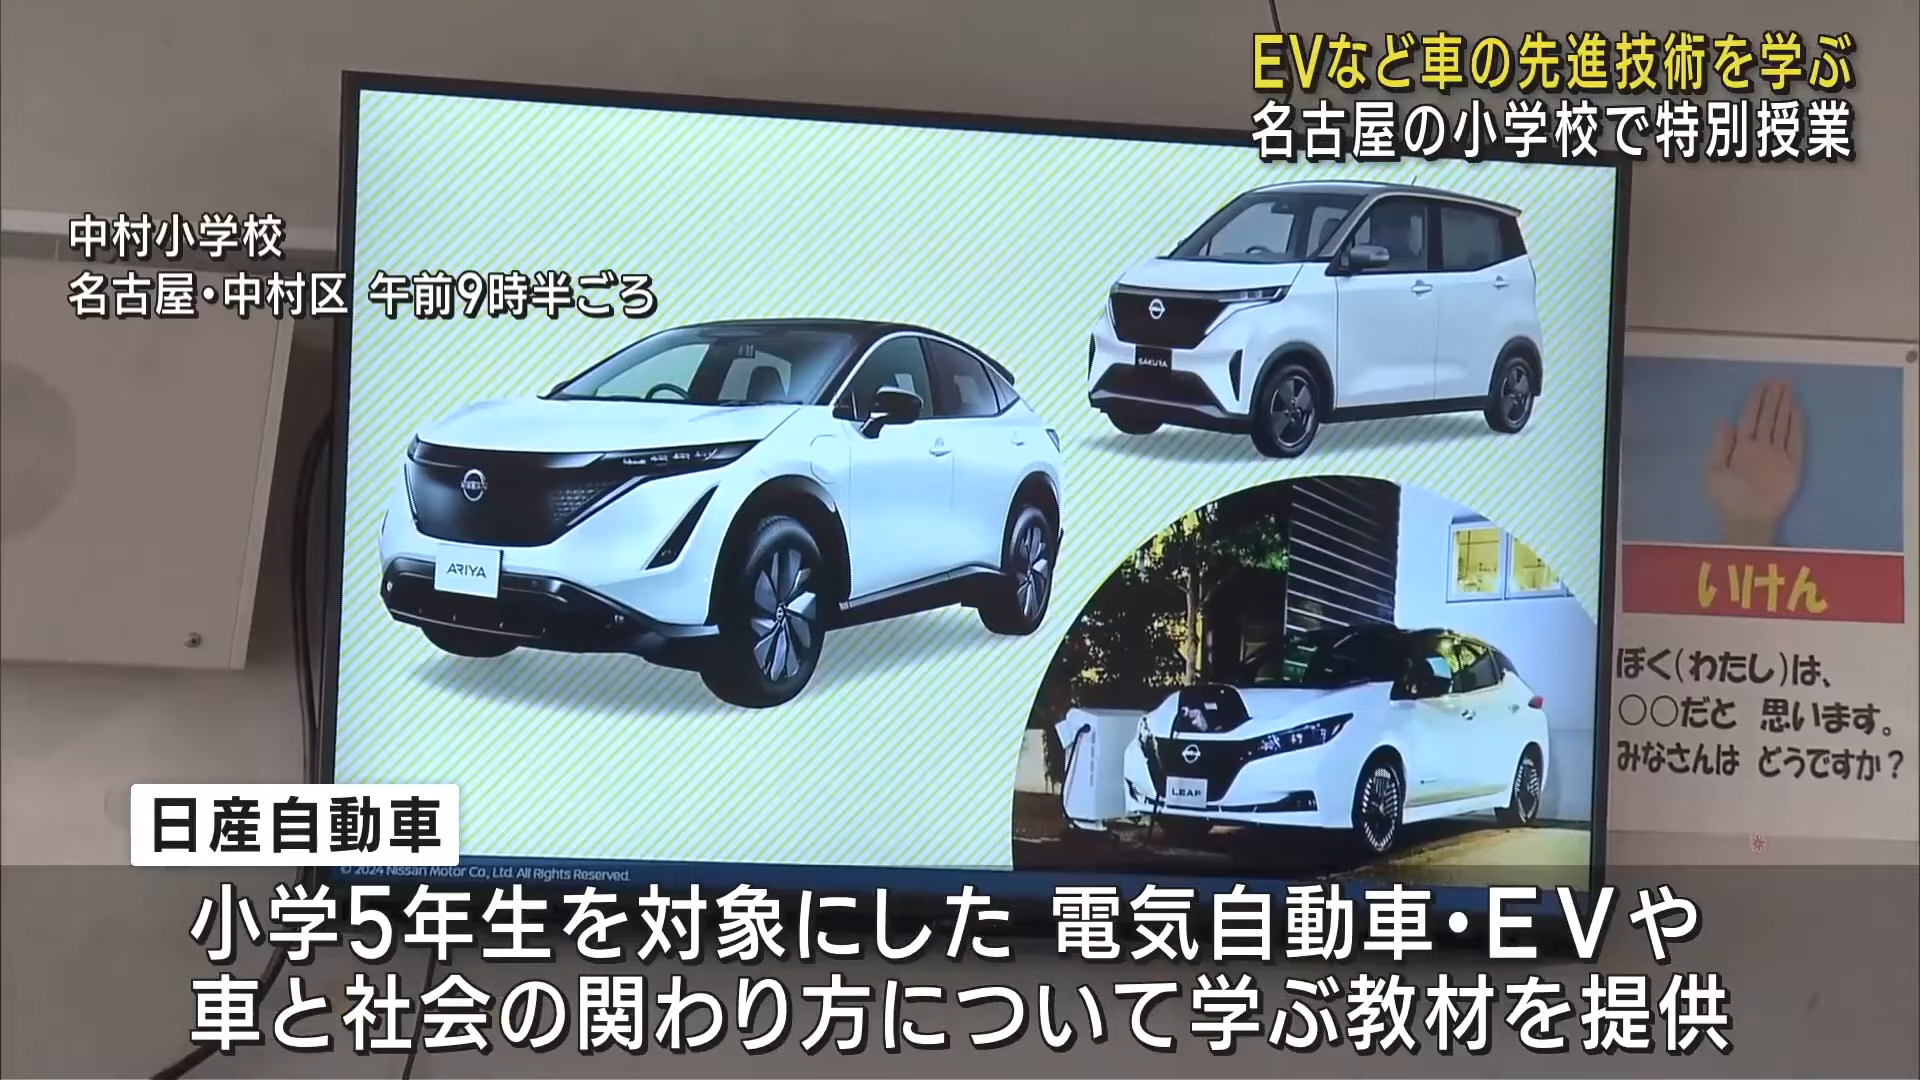 EVなど車の先進技術を学ぶ
名古屋の小学校で特別授業
中村小学校
名古屋・中村区 午前9時半ごろ
SAKURA
ARIYA
LEAF
いけん
ぼく(わたし)は、
○○だと 思います。
みなさんは どうですか?
日産自動車
© 2024 Nissan Motor Co., Ltd. All Rights Reserved.
小学5年生を対象にした 電気自動車・EVや
車と社会の関わり方について学ぶ教材を提供